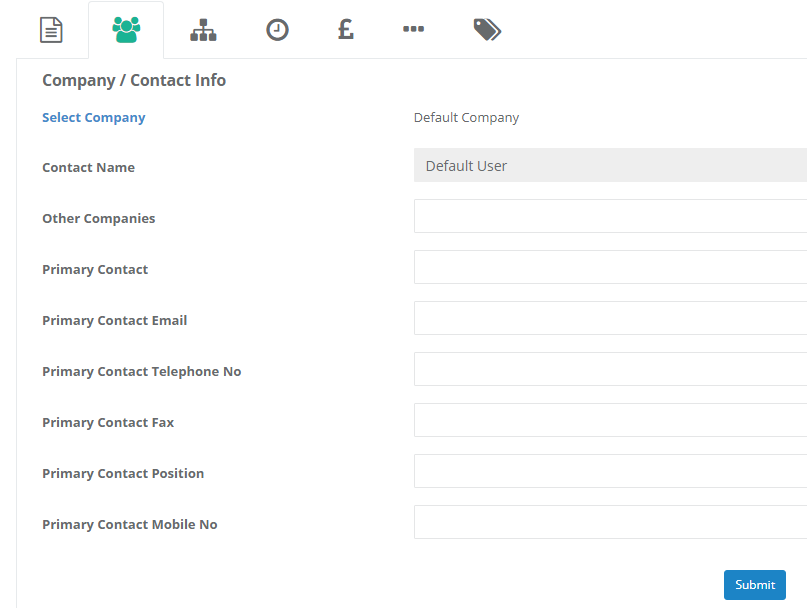 £
Company / Contact Info
Select Company Default Company
Contact Name Default User
Other Companies
Primary Contact
Primary Contact Email
Primary Contact Telephone No
Primary Contact Fax
Primary Contact Position
Primary Contact Mobile No
Submit